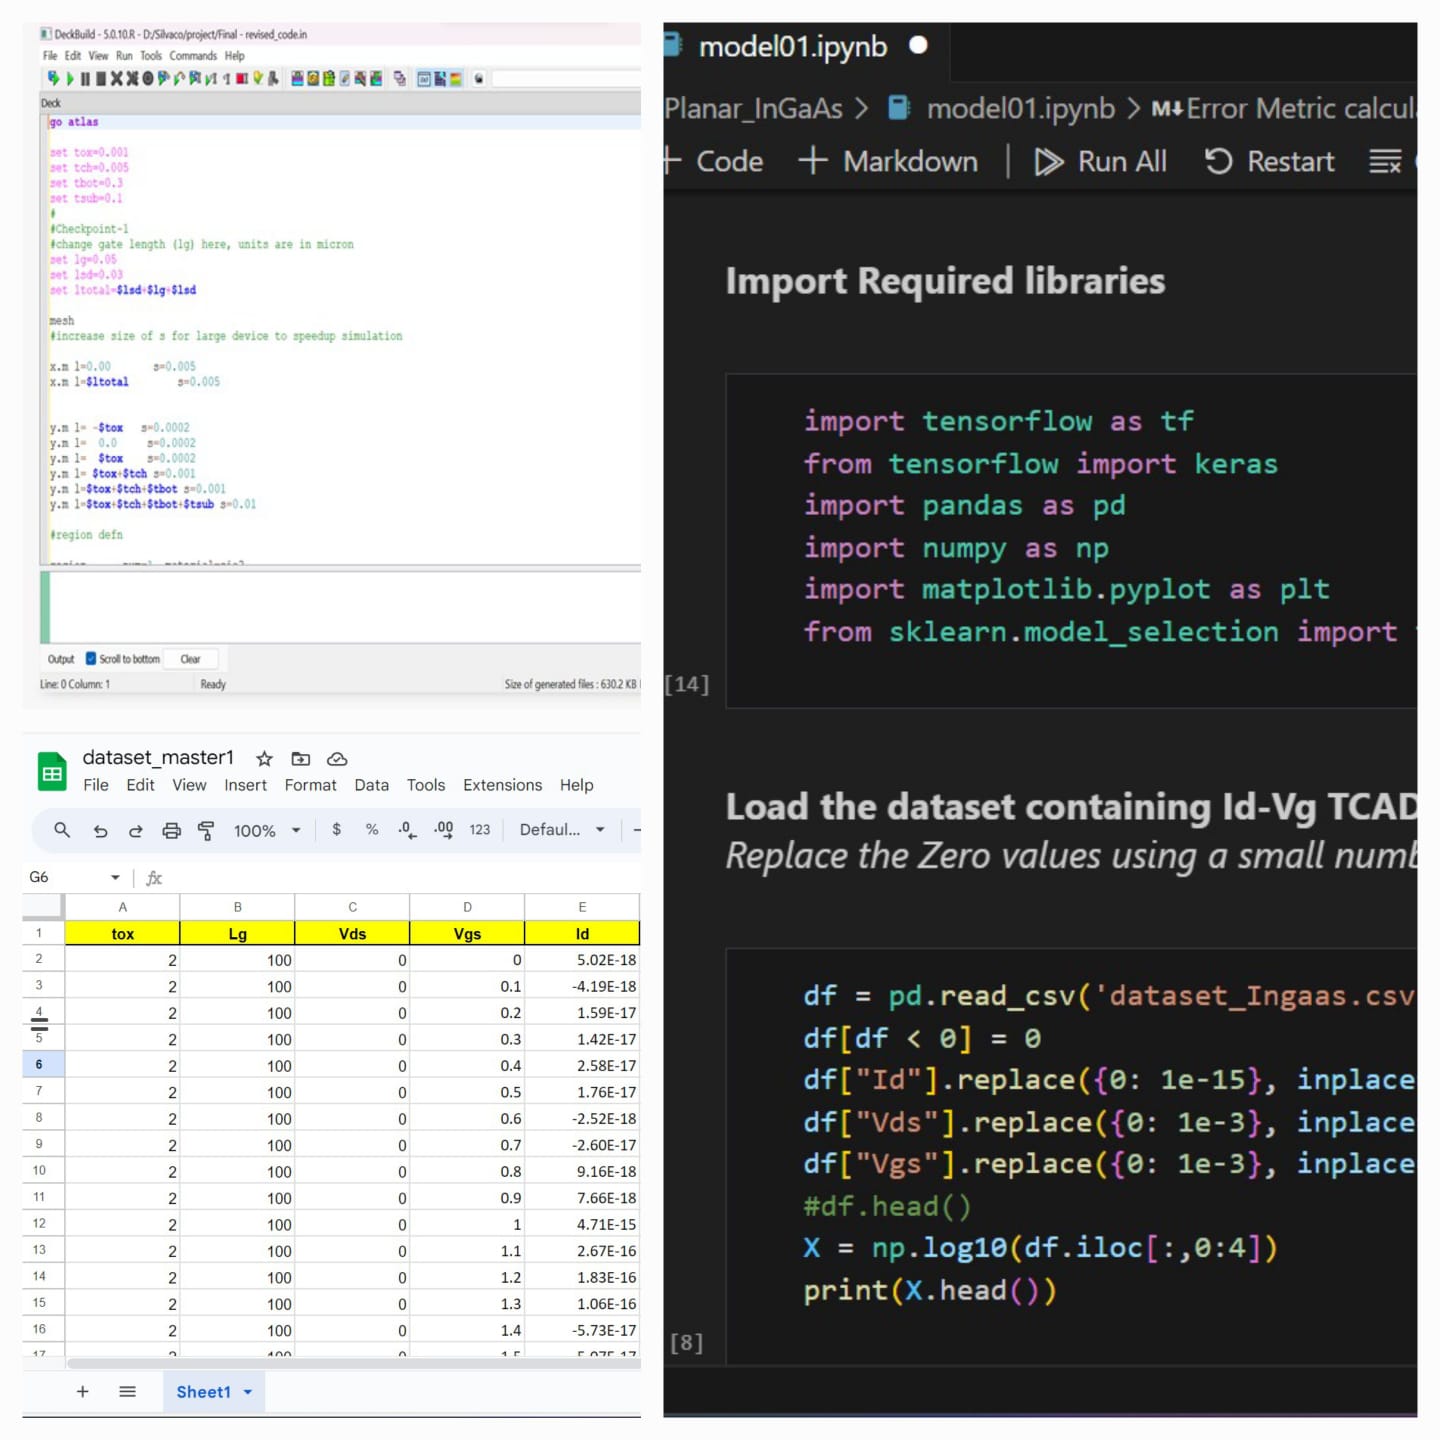 DeckBuild - 5.0.10.R - D:/Silvaco/project/Final - revised_code.in
File Edit View Run Tools Commands Help
Deck
go atlas
set tox=0.001
set tch=0.005
set tbot=0.3
set tsub=0.1
#
#Checkpoint-1
#change gate length (lg) here, units are in micron
set lg=0.05
set lsd=0.03
set ltotal=$lsd+$lg+$lsd
mesh
#increase size of s for large device to speedup simulation
x.m l=0.00 s=0.005
x.m l=$ltotal s=0.005
y.m l= -$tox s=0.0002
y.m l= 0.0 s=0.0002
y.m l= $tox s=0.0002
y.m l= $tox+$tch s=0.001
y.m l=$tox+$tch+$tbot s=0.001
y.m l=$tox+$tch+$tbot+$tsub s=0.01
#region defn
Output Scroll to bottom Clear
Line: 0 Column: 1 Ready Size of generated files : 630.2 KB
dataset_master1
File Edit View Insert Format Data Tools Extensions Help
100% $ % .0 .00 123 Defaul...
G6 fx
A B C D E
1 tox Lg Vds Vgs Id
2 2 100 0 0 5.02E-18
3 2 100 0 0.1 -4.19E-18
4 2 100 0 0.2 1.59E-17
5 2 100 0 0.3 1.42E-17
6 2 100 0 0.4 2.58E-17
7 2 100 0 0.5 1.76E-17
8 2 100 0 0.6 -2.52E-18
9 2 100 0 0.7 -2.60E-17
10 2 100 0 0.8 9.16E-18
11 2 100 0 0.9 7.66E-18
12 2 100 0 1 4.71E-15
13 2 100 0 1.1 2.67E-16
14 2 100 0 1.2 1.83E-16
15 2 100 0 1.3 1.06E-16
16 2 100 0 1.4 -5.73E-17
Sheet1
model01.ipynb
Planar_InGaAs > model01.ipynb > M↓Error Metric calcul
+ Code + Markdown | Run All Restart
Import Required libraries
import tensorflow as tf
from tensorflow import keras
import pandas as pd
import numpy as np
import matplotlib.pyplot as plt
from sklearn.model_selection import
[14]
Load the dataset containing Id-Vg TCAD
Replace the Zero values using a small numb
df = pd.read_csv('dataset_Ingaas.csv
df[df < 0] = 0
df["Id"].replace({0: 1e-15}, inplace
df["Vds"].replace({0: 1e-3}, inplace
df["Vgs"].replace({0: 1e-3}, inplace
#df.head()
X = np.log10(df.iloc[:,0:4])
print(X.head())
[8]